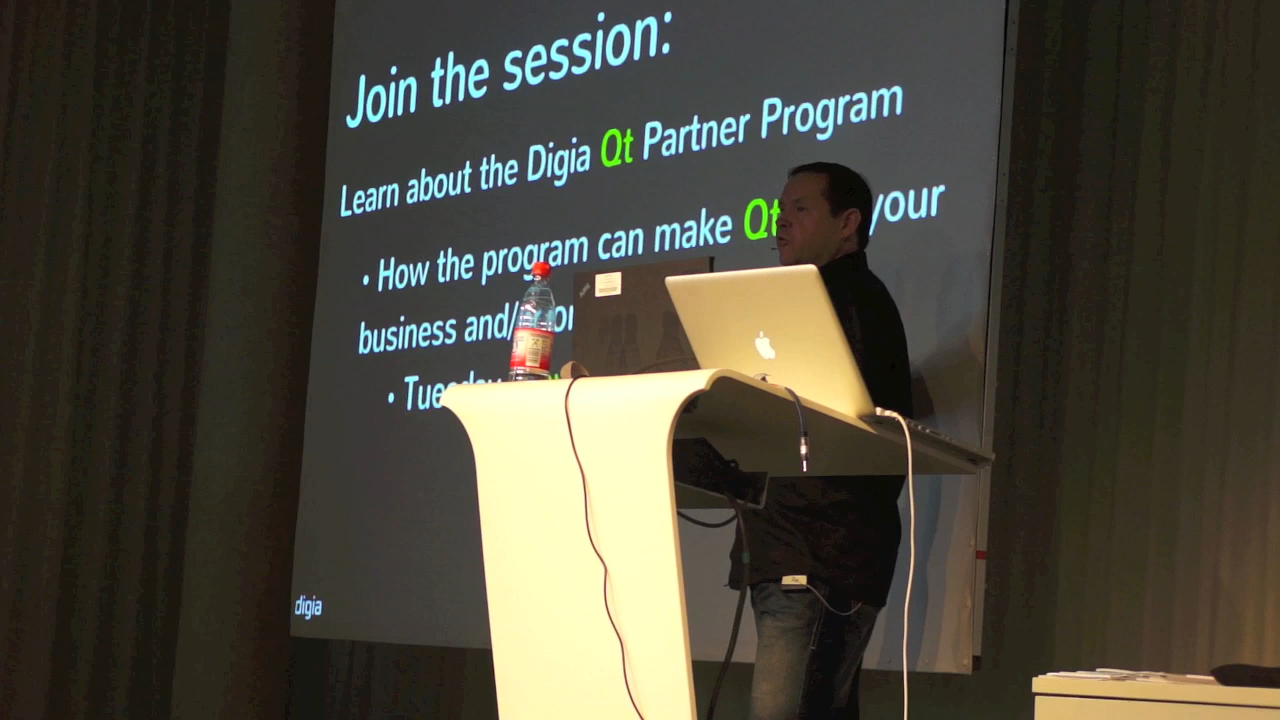 Join the session:
Learn about the Digia Qt Partner Program
• How the program can make Qt your
business and/
• Tuesday
digia